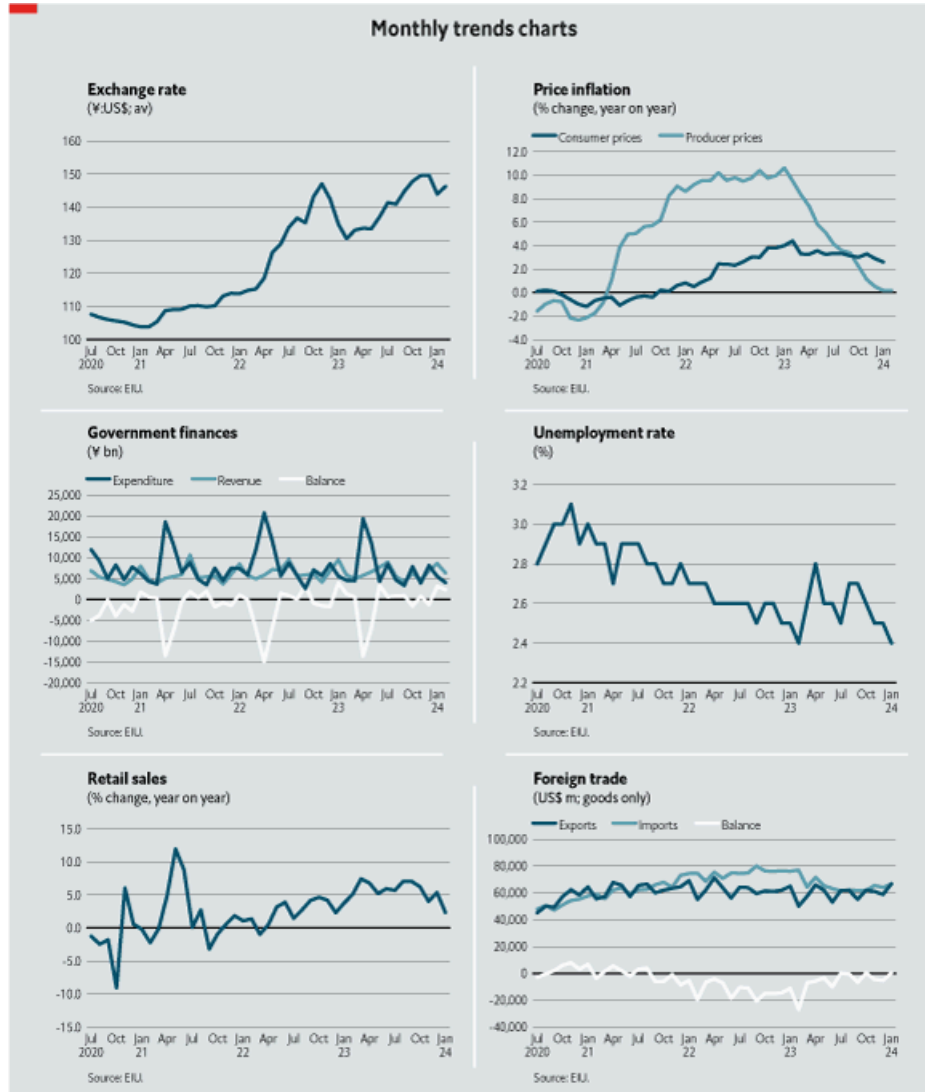 Monthly trends charts
Exchange rate
(¥:US$; av)
160
150
140
130
120
110
100
Jul Oct Jan Apr Jul Oct Jan Apr Jul Oct Jan Apr Jul Oct Jan
2020 21 22 23 24
Source: EIU.
Price inflation
(% change, year on year)
Consumer prices Producer prices
12.0
10.0
8.0
6.0
4.0
2.0
0.0
-2.0
-4.0
Jul Oct Jan Apr Jul Oct Jan Apr Jul Oct Jan Apr Jul Oct Jan
2020 21 22 23 24
Source: EIU.
Government finances
(¥ bn)
Expenditure Revenue Balance
25,000
20,000
15,000
10,000
5,000
0
-5,000
-10,000
-15,000
-20,000
Jul Oct Jan Apr Jul Oct Jan Apr Jul Oct Jan Apr Jul Oct Jan
2020 21 22 23 24
Source: EIU.
Unemployment rate
(%)
3.2
3.0
2.8
2.6
2.4
2.2
Jul Oct Jan Apr Jul Oct Jan Apr Jul Oct Jan Apr Jul Oct Jan
2020 21 22 23 24
Source: EIU.
Retail sales
(% change, year on year)
15.0
10.0
5.0
0.0
-5.0
-10.0
-15.0
Jul Oct Jan Apr Jul Oct Jan Apr Jul Oct Jan Apr Jul Oct Jan
2020 21 22 23 24
Source: EIU.
Foreign trade
(US$ m; goods only)
Exports Imports Balance
100,000
80,000
60,000
40,000
20,000
0
-20,000
-40,000
Jul Oct Jan Apr Jul Oct Jan Apr Jul Oct Jan Apr Jul Oct Jan
2020 21 22 23 24
Source: EIU.